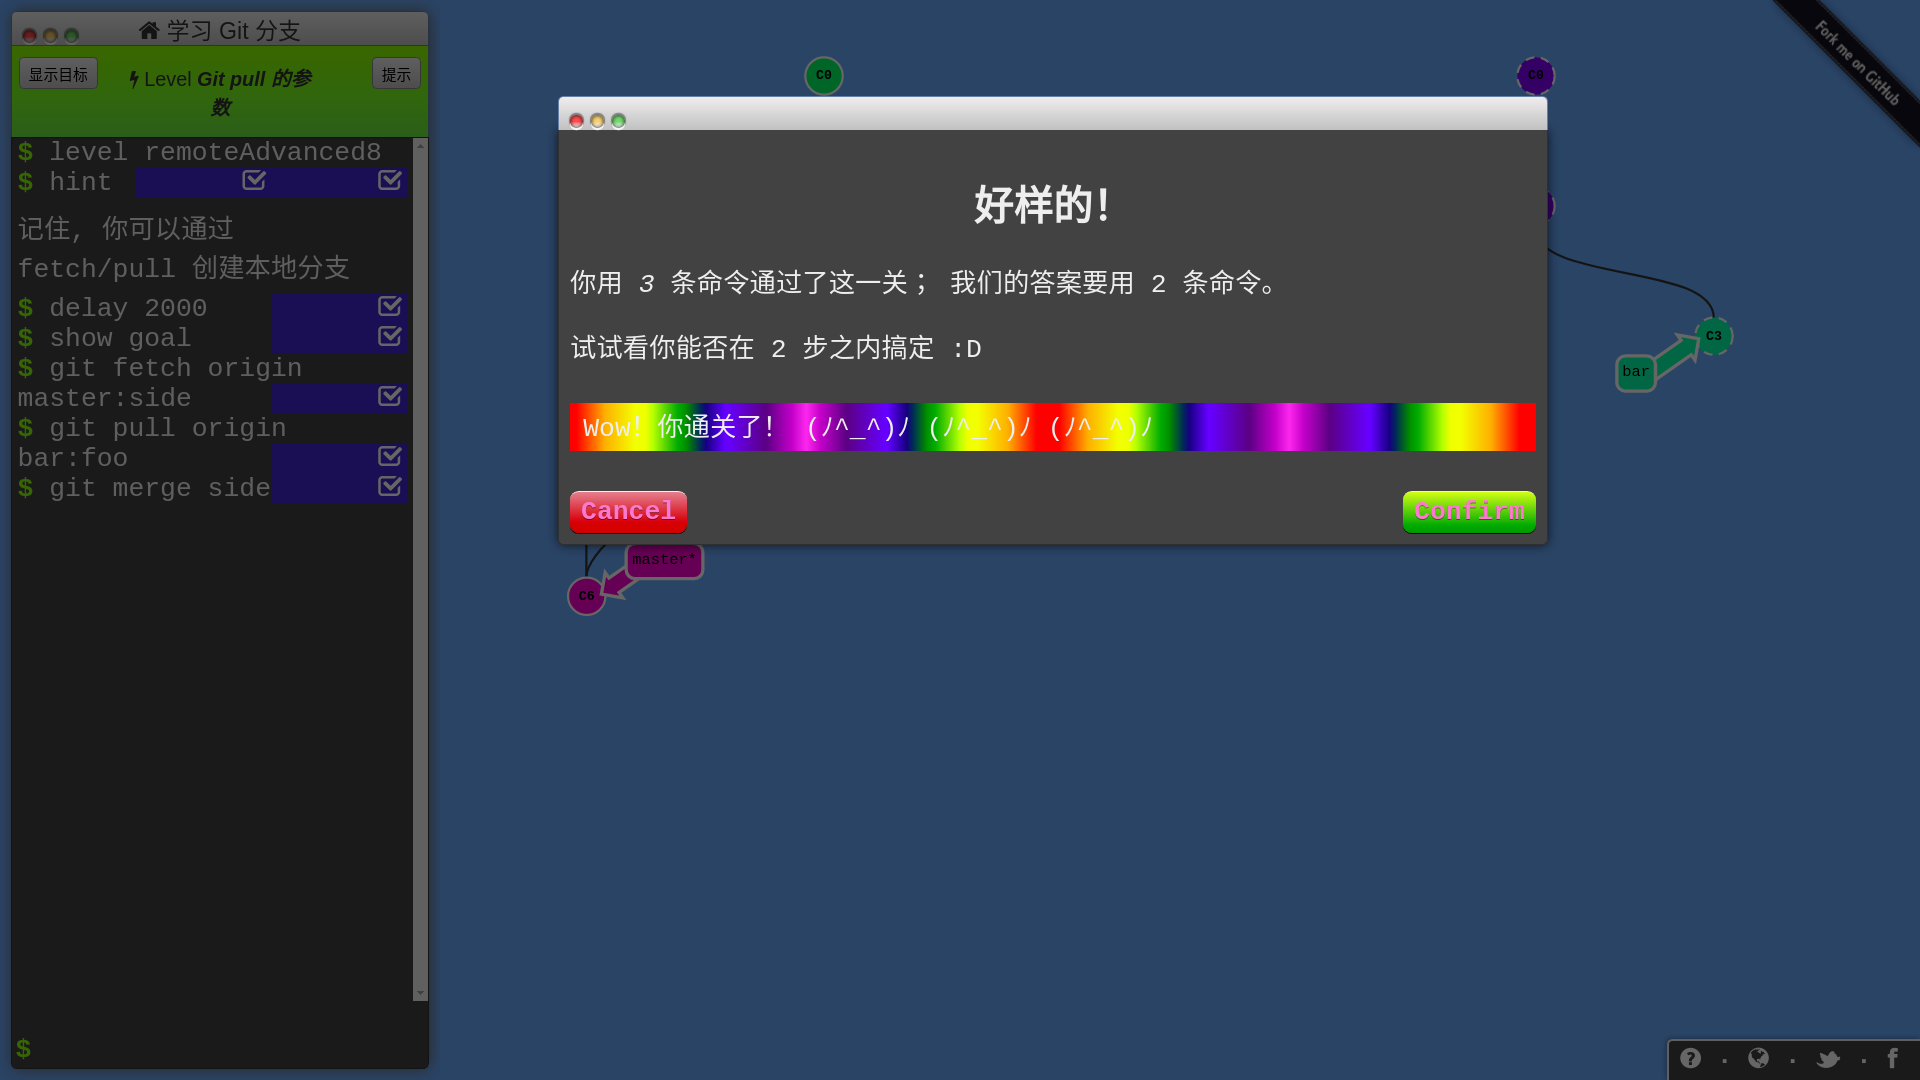 学习 Git 分支
显示目标
Level Git pull 的参
数
提示
$ level remoteAdvanced8
$ hint
记住, 你可以通过
fetch/pull 创建本地分支
$ delay 2000
$ show goal
$ git fetch origin
master:side
$ git pull origin
bar:foo
$ git merge side
$
C0
C0
Fork me on GitHub
好样的!
你用 3 条命令通过了这一关； 我们的答案要用 2 条命令。
试试看你能否在 2 步之内搞定 :D
Wow! 你通关了! (ﾉ^_^)ﾉ (ﾉ^_^)ﾉ (ﾉ^_^)ﾉ
Cancel
Confirm
C3
bar
master*
C6